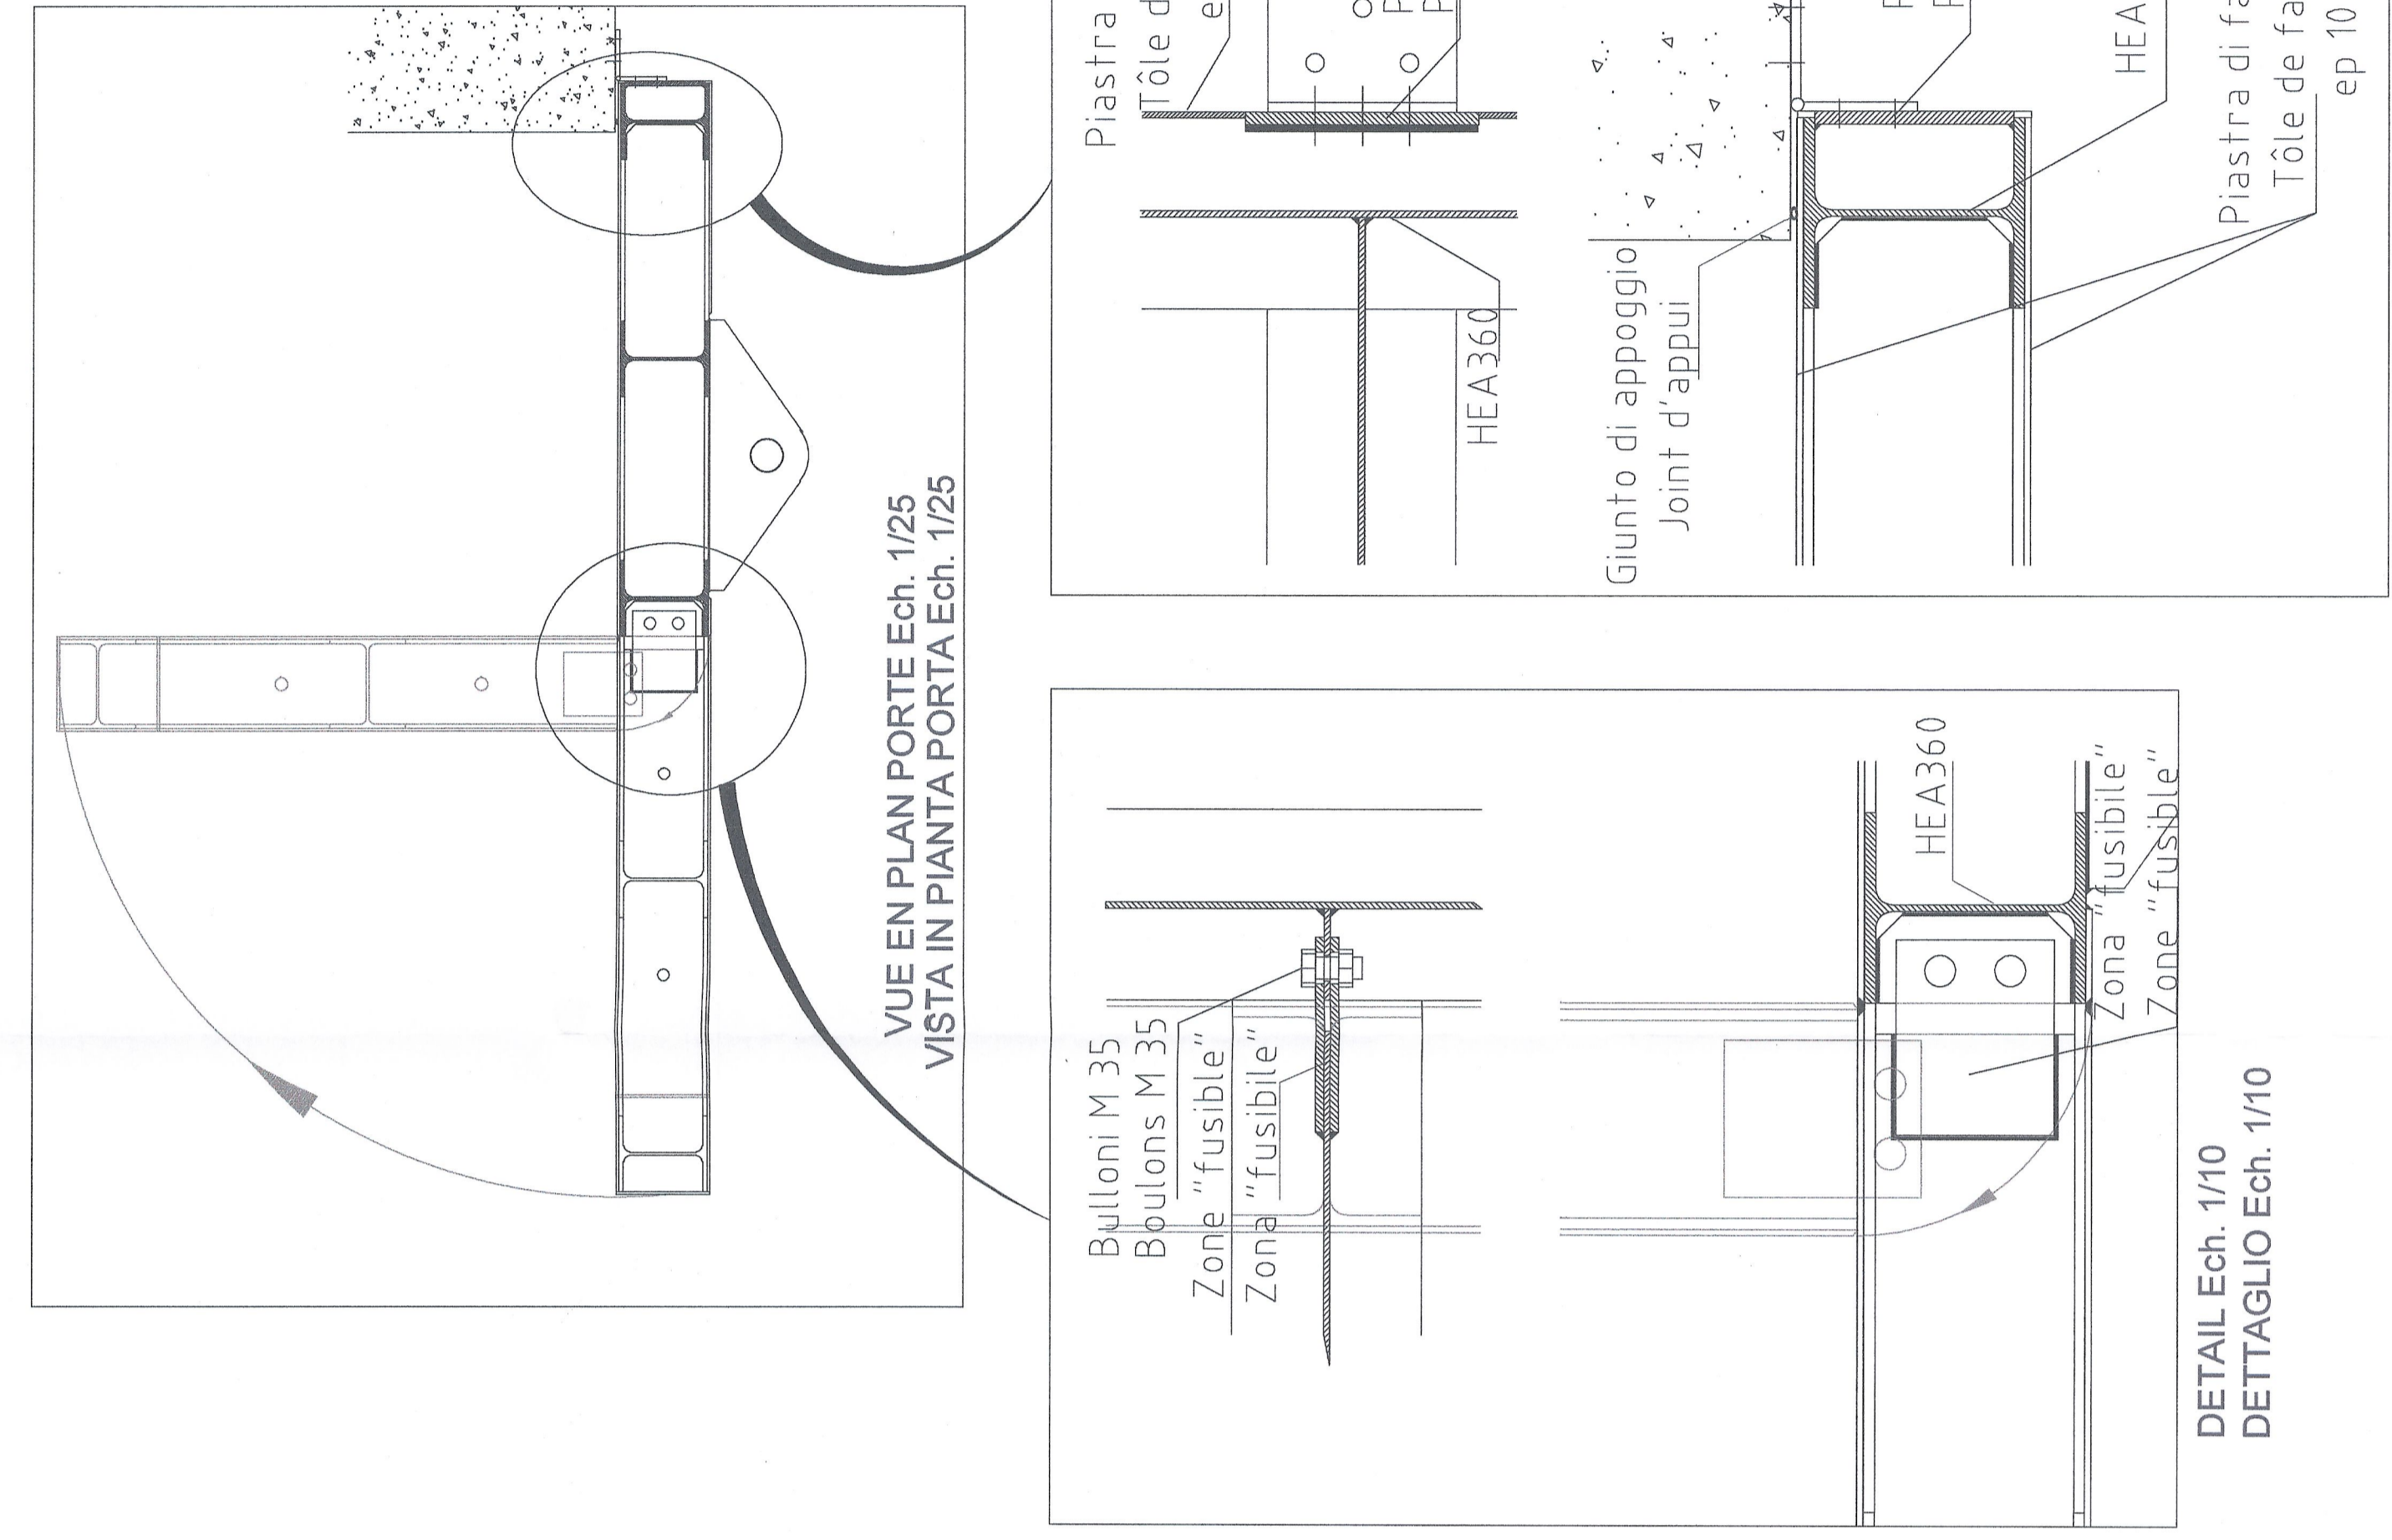 VUE EN PLAN PORTE Ech. 1/25
VISTA IN PIANTA PORTA Ech. 1/25
Piastra
Tôle d
HEA360
Giunto di appoggio
Joint d'appui
HEA
Piastra di fa
Tôle de fa
ep 10
Bulloni M 35
Boulons M 35
Zone "fusible"
Zona "fusibile"
HEA360
Zona "fusibile"
Zone "fusible"
DETAIL Ech. 1/10
DETTAGLIO Ech. 1/10